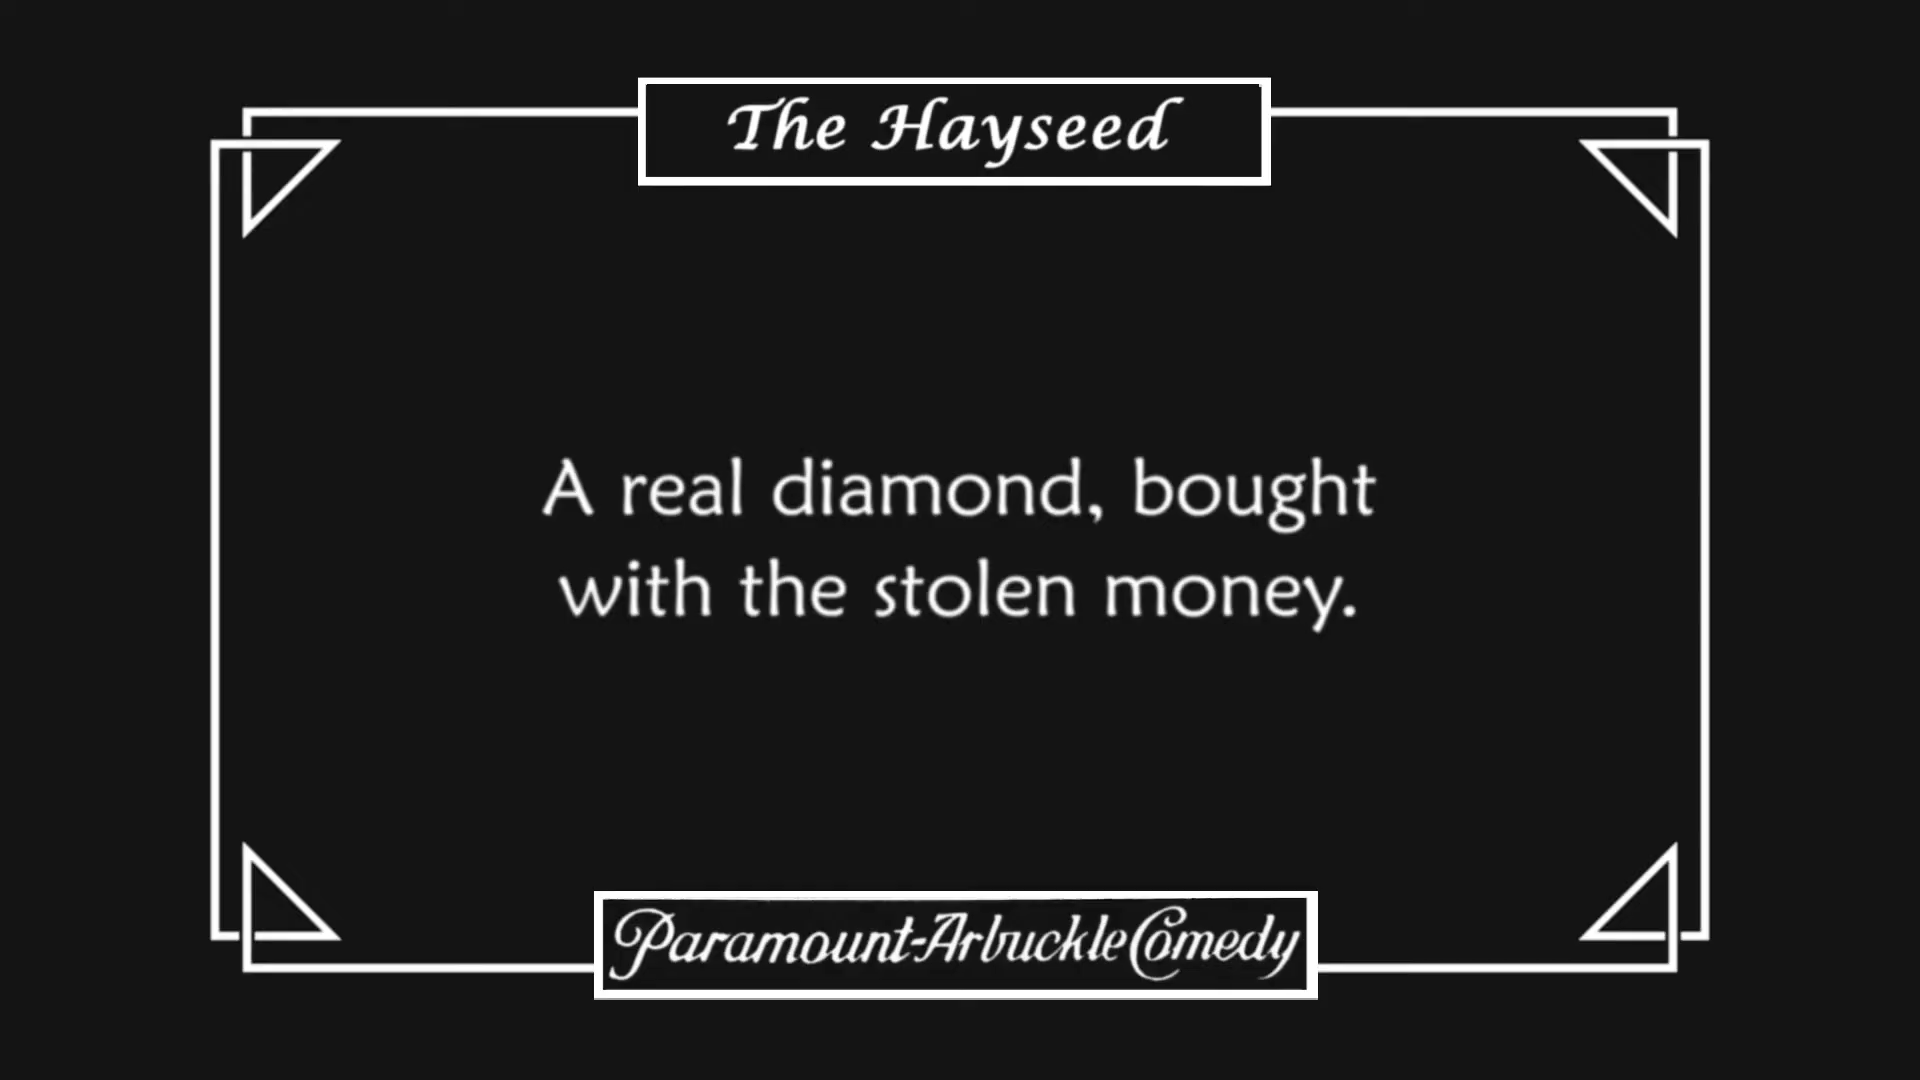 The Hayseed
A real diamond, bought
with the stolen money.
Paramount-Arbuckle Comedy